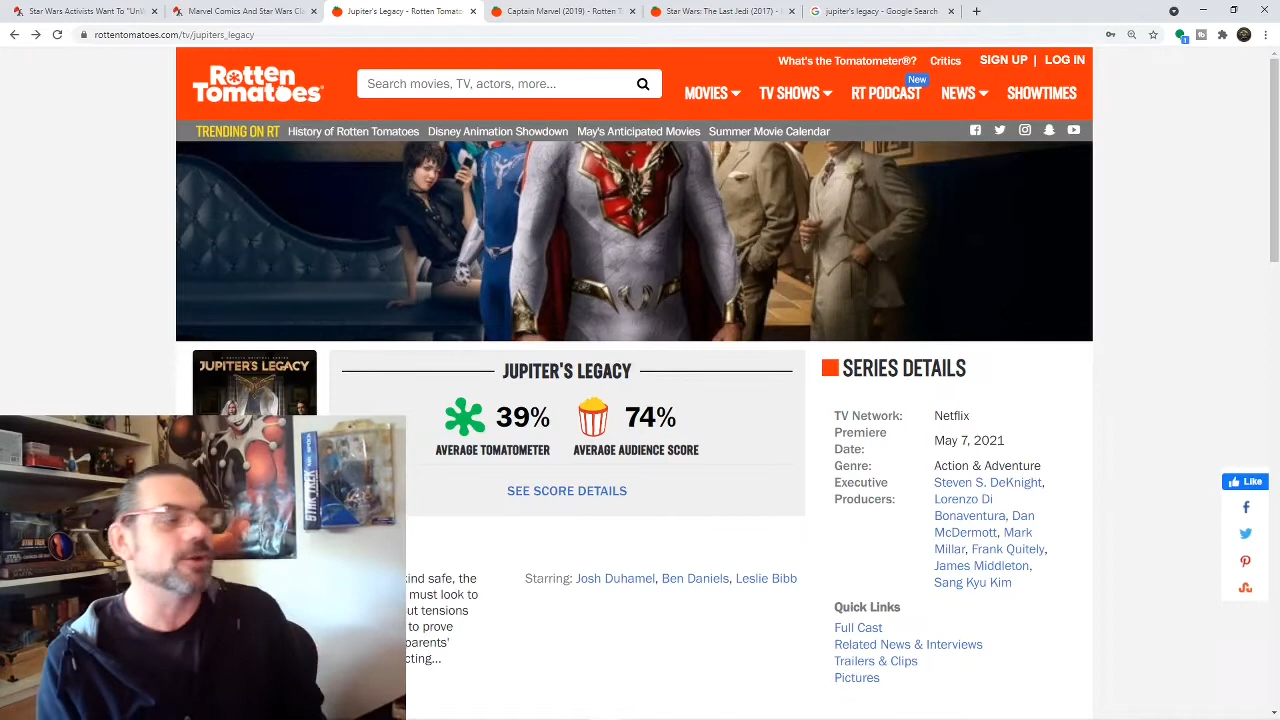 Star Wars Activists Want To "Unl
Marvel Comics And Star Wars Cl
Jupiter's Legacy - Rotten Tomato
Captain Marvel (2019) - Rotten T
Star Wars: The Last Jedi (2017) -
jupiter's legacy - Google Search
rottentomatoes.com/tv/jupiters_legacy
What's the Tomatometer®? Critics SIGN UP | LOG IN
Rotten
Tomatoes
Search movies, TV, actors, more...
New
MOVIES TV SHOWS RT PODCAST NEWS SHOWTIMES
TRENDING ON RT History of Rotten Tomatoes Disney Animation Showdown May's Anticipated Movies Summer Movie Calendar
JUPITER'S LEGACY
JUPITER'S LEGACY
39% 74%
AVERAGE TOMATOMETER AVERAGE AUDIENCE SCORE
SEE SCORE DETAILS
kind safe, the
must look to
ut tensions
to prove
parents'
cting...
Starring: Josh Duhamel, Ben Daniels, Leslie Bibb
SERIES DETAILS
TV Network: Netflix
Premiere
Date: May 7, 2021
Genre: Action & Adventure
Executive Steven S. DeKnight,
Producers: Lorenzo Di
Bonaventura, Dan
McDermott, Mark
Millar, Frank Quitely,
James Middleton,
Sang Kyu Kim
Quick Links
Full Cast
Related News & Interviews
Trailers & Clips
Pictures
Like
STAR TREK